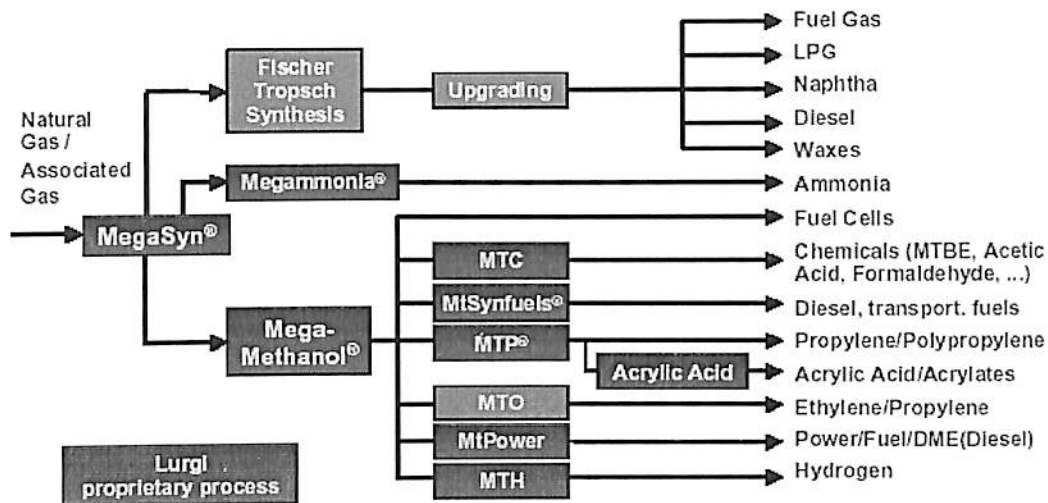 Natural
Gas /
Associated
Gas
MegaSyn®
Fischer
Tropsch
Synthesis
Upgrading
Fuel Gas
LPG
Naphtha
Diesel
Waxes
Megammonia®
Ammonia
Mega-
Methanol®
Fuel Cells
MTC
Chemicals (MTBE, Acetic
Acid, Formaldehyde, ...)
MtSynfuels®
Diesel, transport. fuels
MTP®
Propylene/Polypropylene
Acrylic Acid
Acrylic Acid/Acrylates
MTO
Ethylene/Propylene
MtPower
Power/Fuel/DME(Diesel)
MTH
Hydrogen
Lurgi
proprietary process